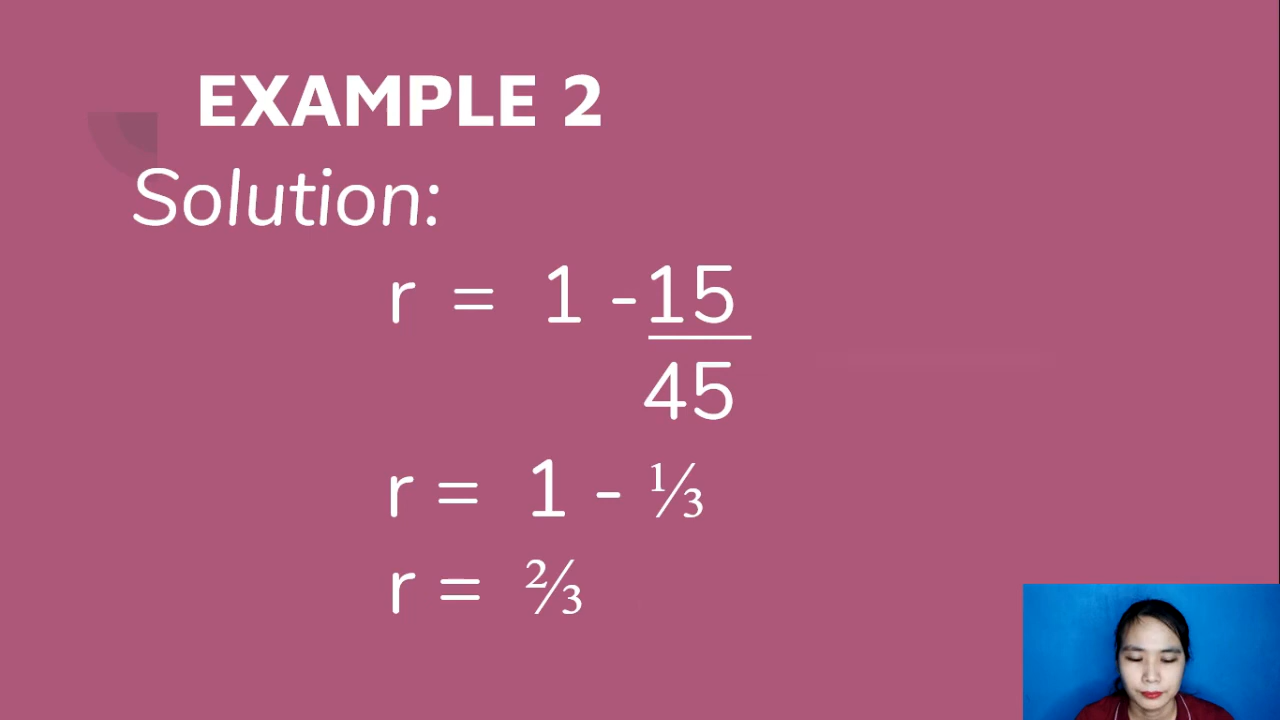 EXAMPLE 2
Solution:
r = 1 - 15
45
r = 1 - ⅓
r = ⅔